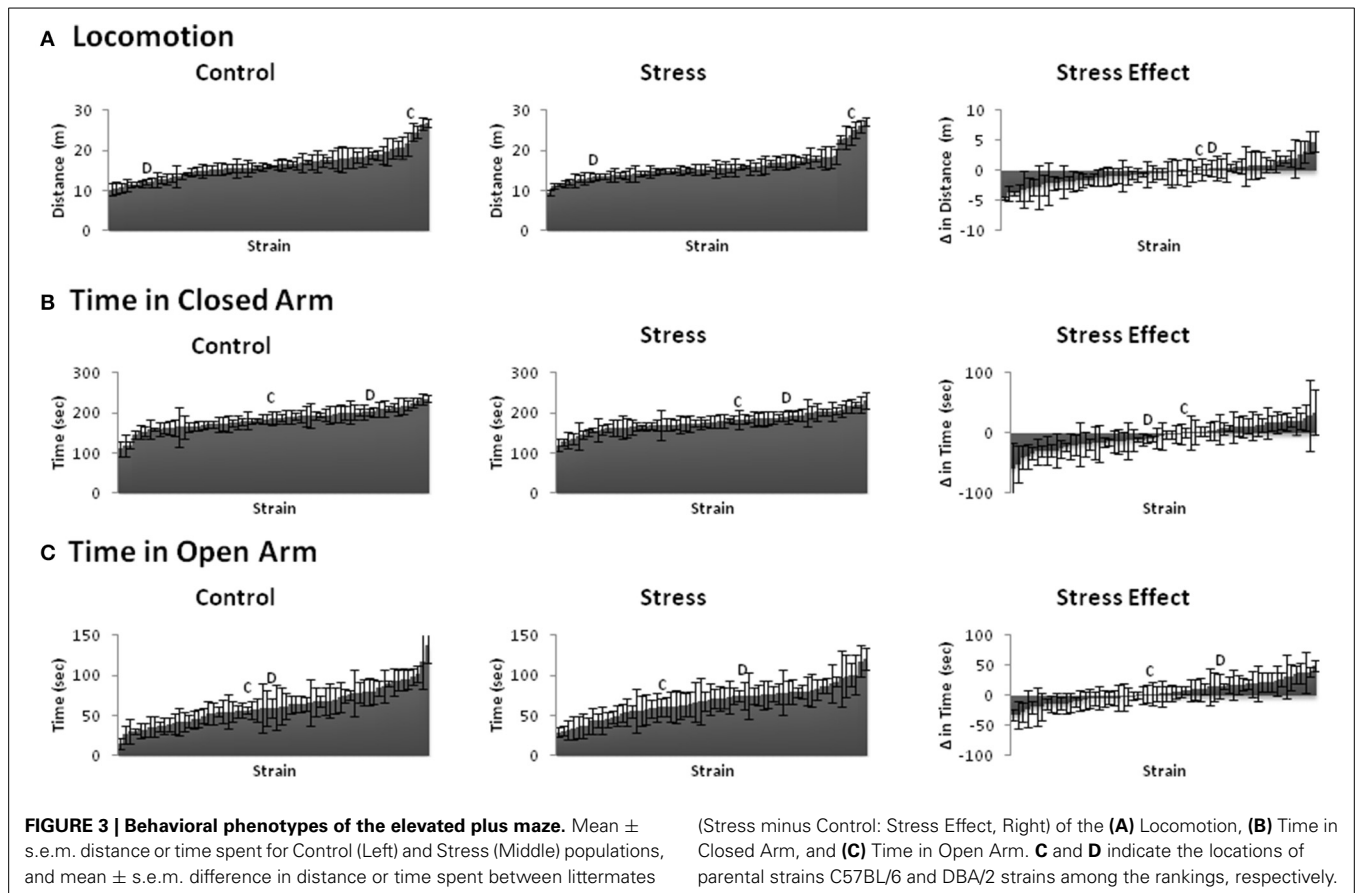 A Locomotion
Control
Stress
Stress Effect
30
20
10
0
Distance (m)
D
C
Strain
30
20
10
0
Distance (m)
D
C
Strain
10
5
0
-5
-10
Δ in Distance (m)
C D
Strain
B Time in Closed Arm
Control
Stress
Stress Effect
300
200
100
0
Time (sec)
C
D
Strain
300
200
100
0
Time (sec)
C
D
Strain
100
0
-100
Δ in Time (sec)
D
C
Strain
C Time in Open Arm
Control
Stress
Stress Effect
150
100
50
0
Time (sec)
C
D
Strain
150
100
50
0
Time (sec)
C
D
Strain
100
50
0
-50
-100
Δ in Time (sec)
C
D
Strain
FIGURE 3 | Behavioral phenotypes of the elevated plus maze. Mean ±
s.e.m. distance or time spent for Control (Left) and Stress (Middle) populations,
and mean ± s.e.m. difference in distance or time spent between littermates
(Stress minus Control: Stress Effect, Right) of the (A) Locomotion, (B) Time in
Closed Arm, and (C) Time in Open Arm. C and D indicate the locations of
parental strains C57BL/6 and DBA/2 strains among the rankings, respectively.